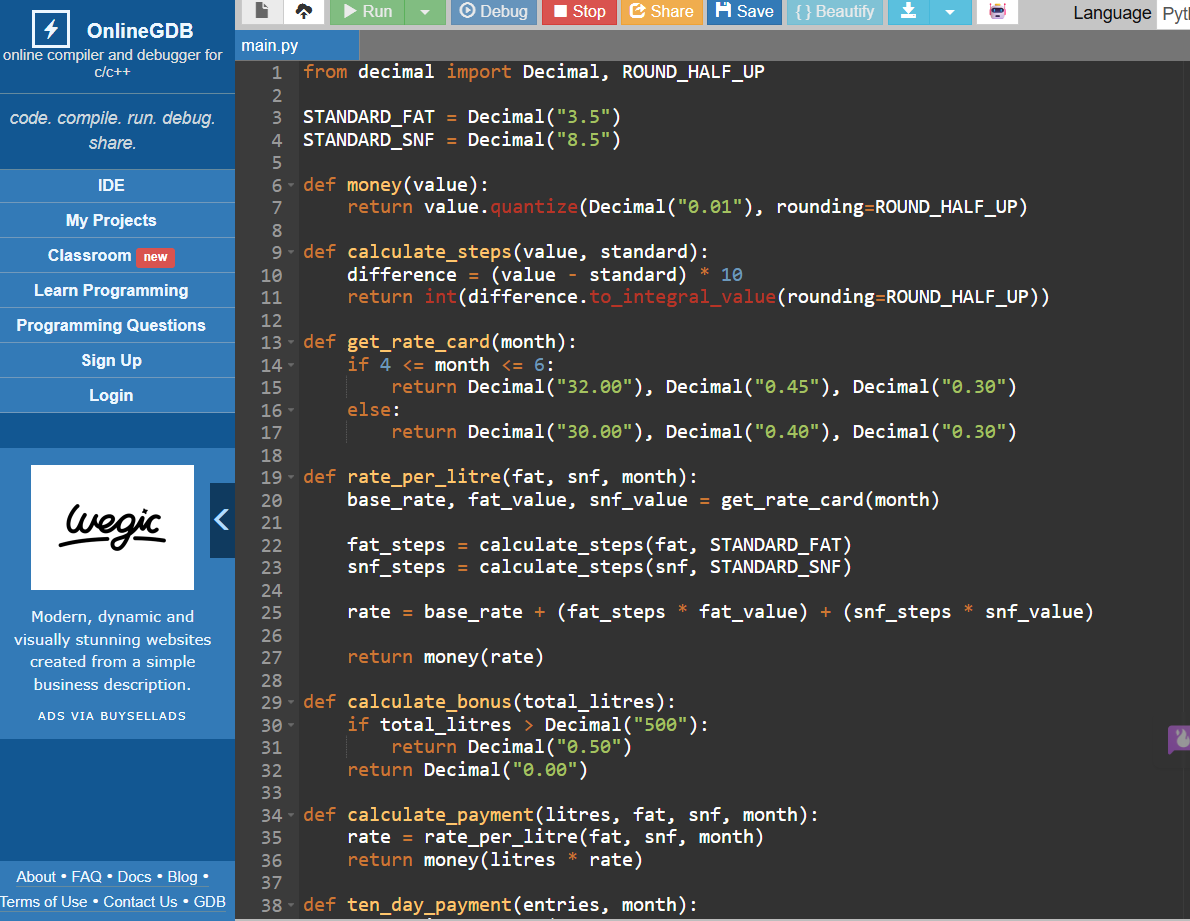 OnlineGDB
online compiler and debugger for
c/c++
code. compile. run. debug.
share.
IDE
My Projects
Classroom new
Learn Programming
Programming Questions
Sign Up
Login
wegic
Modern, dynamic and
visually stunning websites
created from a simple
business description.
ADS VIA BUYSELLADS
About • FAQ • Docs • Blog •
Terms of Use • Contact Us • GDB
Run Debug Stop Share Save { } Beautify Language
main.py
1 from decimal import Decimal, ROUND_HALF_UP
2
3 STANDARD_FAT = Decimal("3.5")
4 STANDARD_SNF = Decimal("8.5")
5
6 def money(value):
7     return value.quantize(Decimal("0.01"), rounding=ROUND_HALF_UP)
8
9 def calculate_steps(value, standard):
10     difference = (value - standard) * 10
11     return int(difference.to_integral_value(rounding=ROUND_HALF_UP))
12
13 def get_rate_card(month):
14     if 4 <= month <= 6:
15         return Decimal("32.00"), Decimal("0.45"), Decimal("0.30")
16     else:
17         return Decimal("30.00"), Decimal("0.40"), Decimal("0.30")
18
19 def rate_per_litre(fat, snf, month):
20     base_rate, fat_value, snf_value = get_rate_card(month)
21
22     fat_steps = calculate_steps(fat, STANDARD_FAT)
23     snf_steps = calculate_steps(snf, STANDARD_SNF)
24
25     rate = base_rate + (fat_steps * fat_value) + (snf_steps * snf_value)
26
27     return money(rate)
28
29 def calculate_bonus(total_litres):
30     if total_litres > Decimal("500"):
31         return Decimal("0.50")
32     return Decimal("0.00")
33
34 def calculate_payment(litres, fat, snf, month):
35     rate = rate_per_litre(fat, snf, month)
36     return money(litres * rate)
37
38 def ten_day_payment(entries, month):